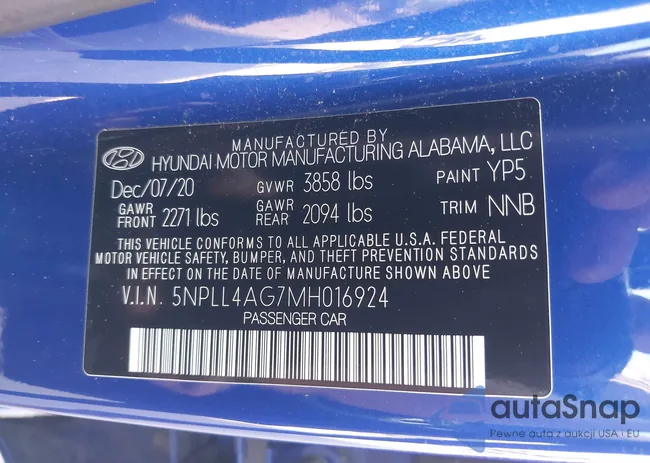 MANUFACTURED BY
HYUNDAI MOTOR MANUFACTURING ALABAMA, LLC
Dec/07/20 GVWR 3858 lbs PAINT YP5
GAWR FRONT 2271 lbs GAWR REAR 2094 lbs TRIM NNB
THIS VEHICLE CONFORMS TO ALL APPLICABLE U.S.A. FEDERAL
MOTOR VEHICLE SAFETY, BUMPER, AND THEFT PREVENTION STANDARDS
IN EFFECT ON THE DATE OF MANUFACTURE SHOWN ABOVE
V.I.N. 5NPLL4AG7MH016924
PASSENGER CAR
autaSnap
Pewne auta z aukcji USA i EU